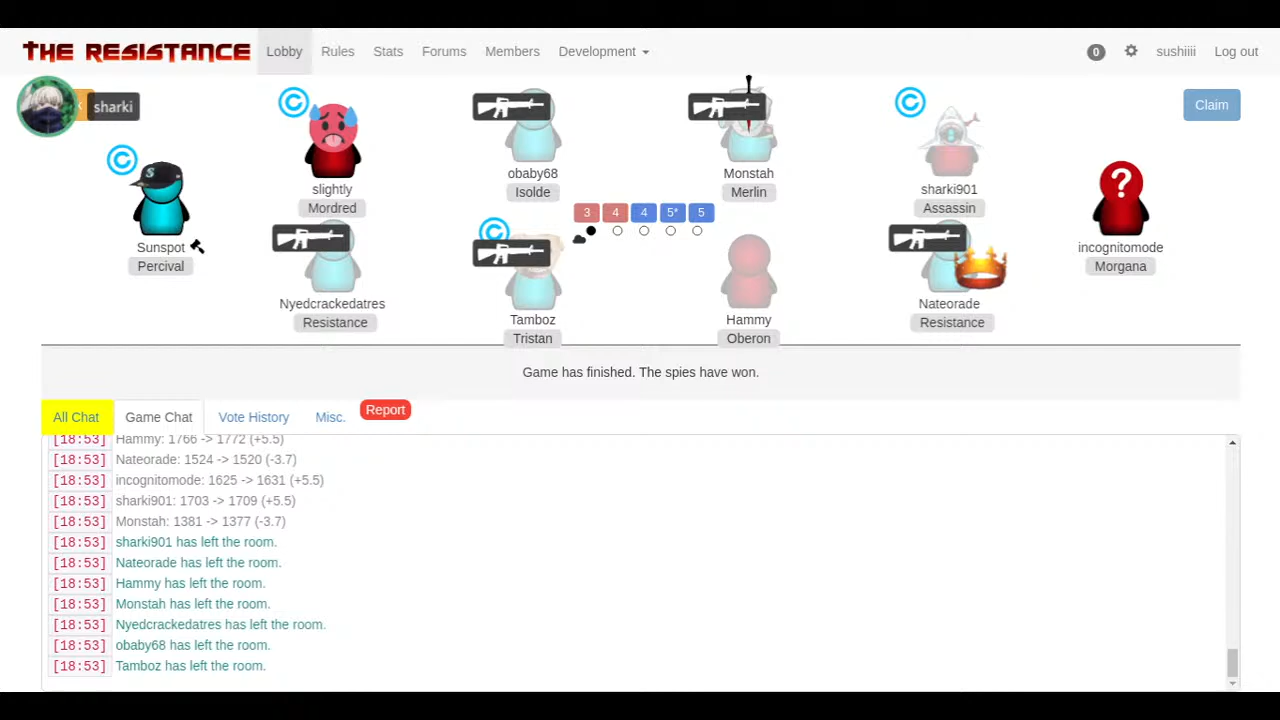 THE RESISTANCE Lobby Rules Stats Forums Members Development 0 sushiiii Log out
sharki
Claim
obaby68 Monstah
slightly sharki901
Isolde Merlin
Mordred Assassin
3 4 4 5* 5
Sunspot incognitomode
Percival Morgana
Nyedcrackedatres Nateorade
Tamboz Hammy
Resistance Resistance
Tristan Oberon
Game has finished. The spies have won.
All Chat Game Chat Vote History Misc. Report
[18:53] Hammy: 1766 -> 1772 (+5.5)
[18:53] Nateorade: 1524 -> 1520 (-3.7)
[18:53] incognitomode: 1625 -> 1631 (+5.5)
[18:53] sharki901: 1703 -> 1709 (+5.5)
[18:53] Monstah: 1381 -> 1377 (-3.7)
[18:53] sharki901 has left the room.
[18:53] Nateorade has left the room.
[18:53] Hammy has left the room.
[18:53] Monstah has left the room.
[18:53] Nyedcrackedatres has left the room.
[18:53] obaby68 has left the room.
[18:53] Tamboz has left the room.